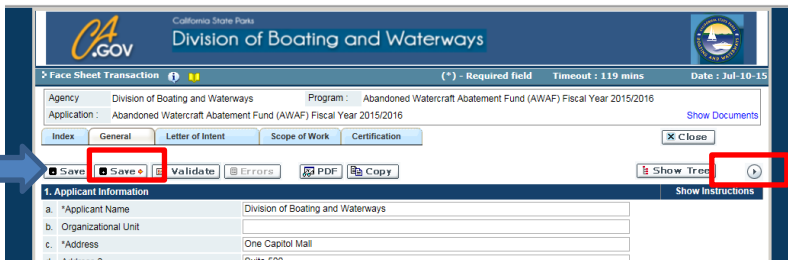 CA.GOV
California State Parks
Division of Boating and Waterways
Face Sheet Transaction (*) - Required field Timeout : 119 mins Date : Jul-10-15
Agency Division of Boating and Waterways Program : Abandoned Watercraft Abatement Fund (AWAF) Fiscal Year 2015/2016
Application : Abandoned Watercraft Abatement Fund (AWAF) Fiscal Year 2015/2016 Show Documents
Index General Letter of Intent Scope of Work Certification Close
Save Save Validate Errors PDF Copy Show Tree
1. Applicant Information Show Instructions
a. *Applicant Name Division of Boating and Waterways
b. Organizational Unit
c. *Address One Capitol Mall